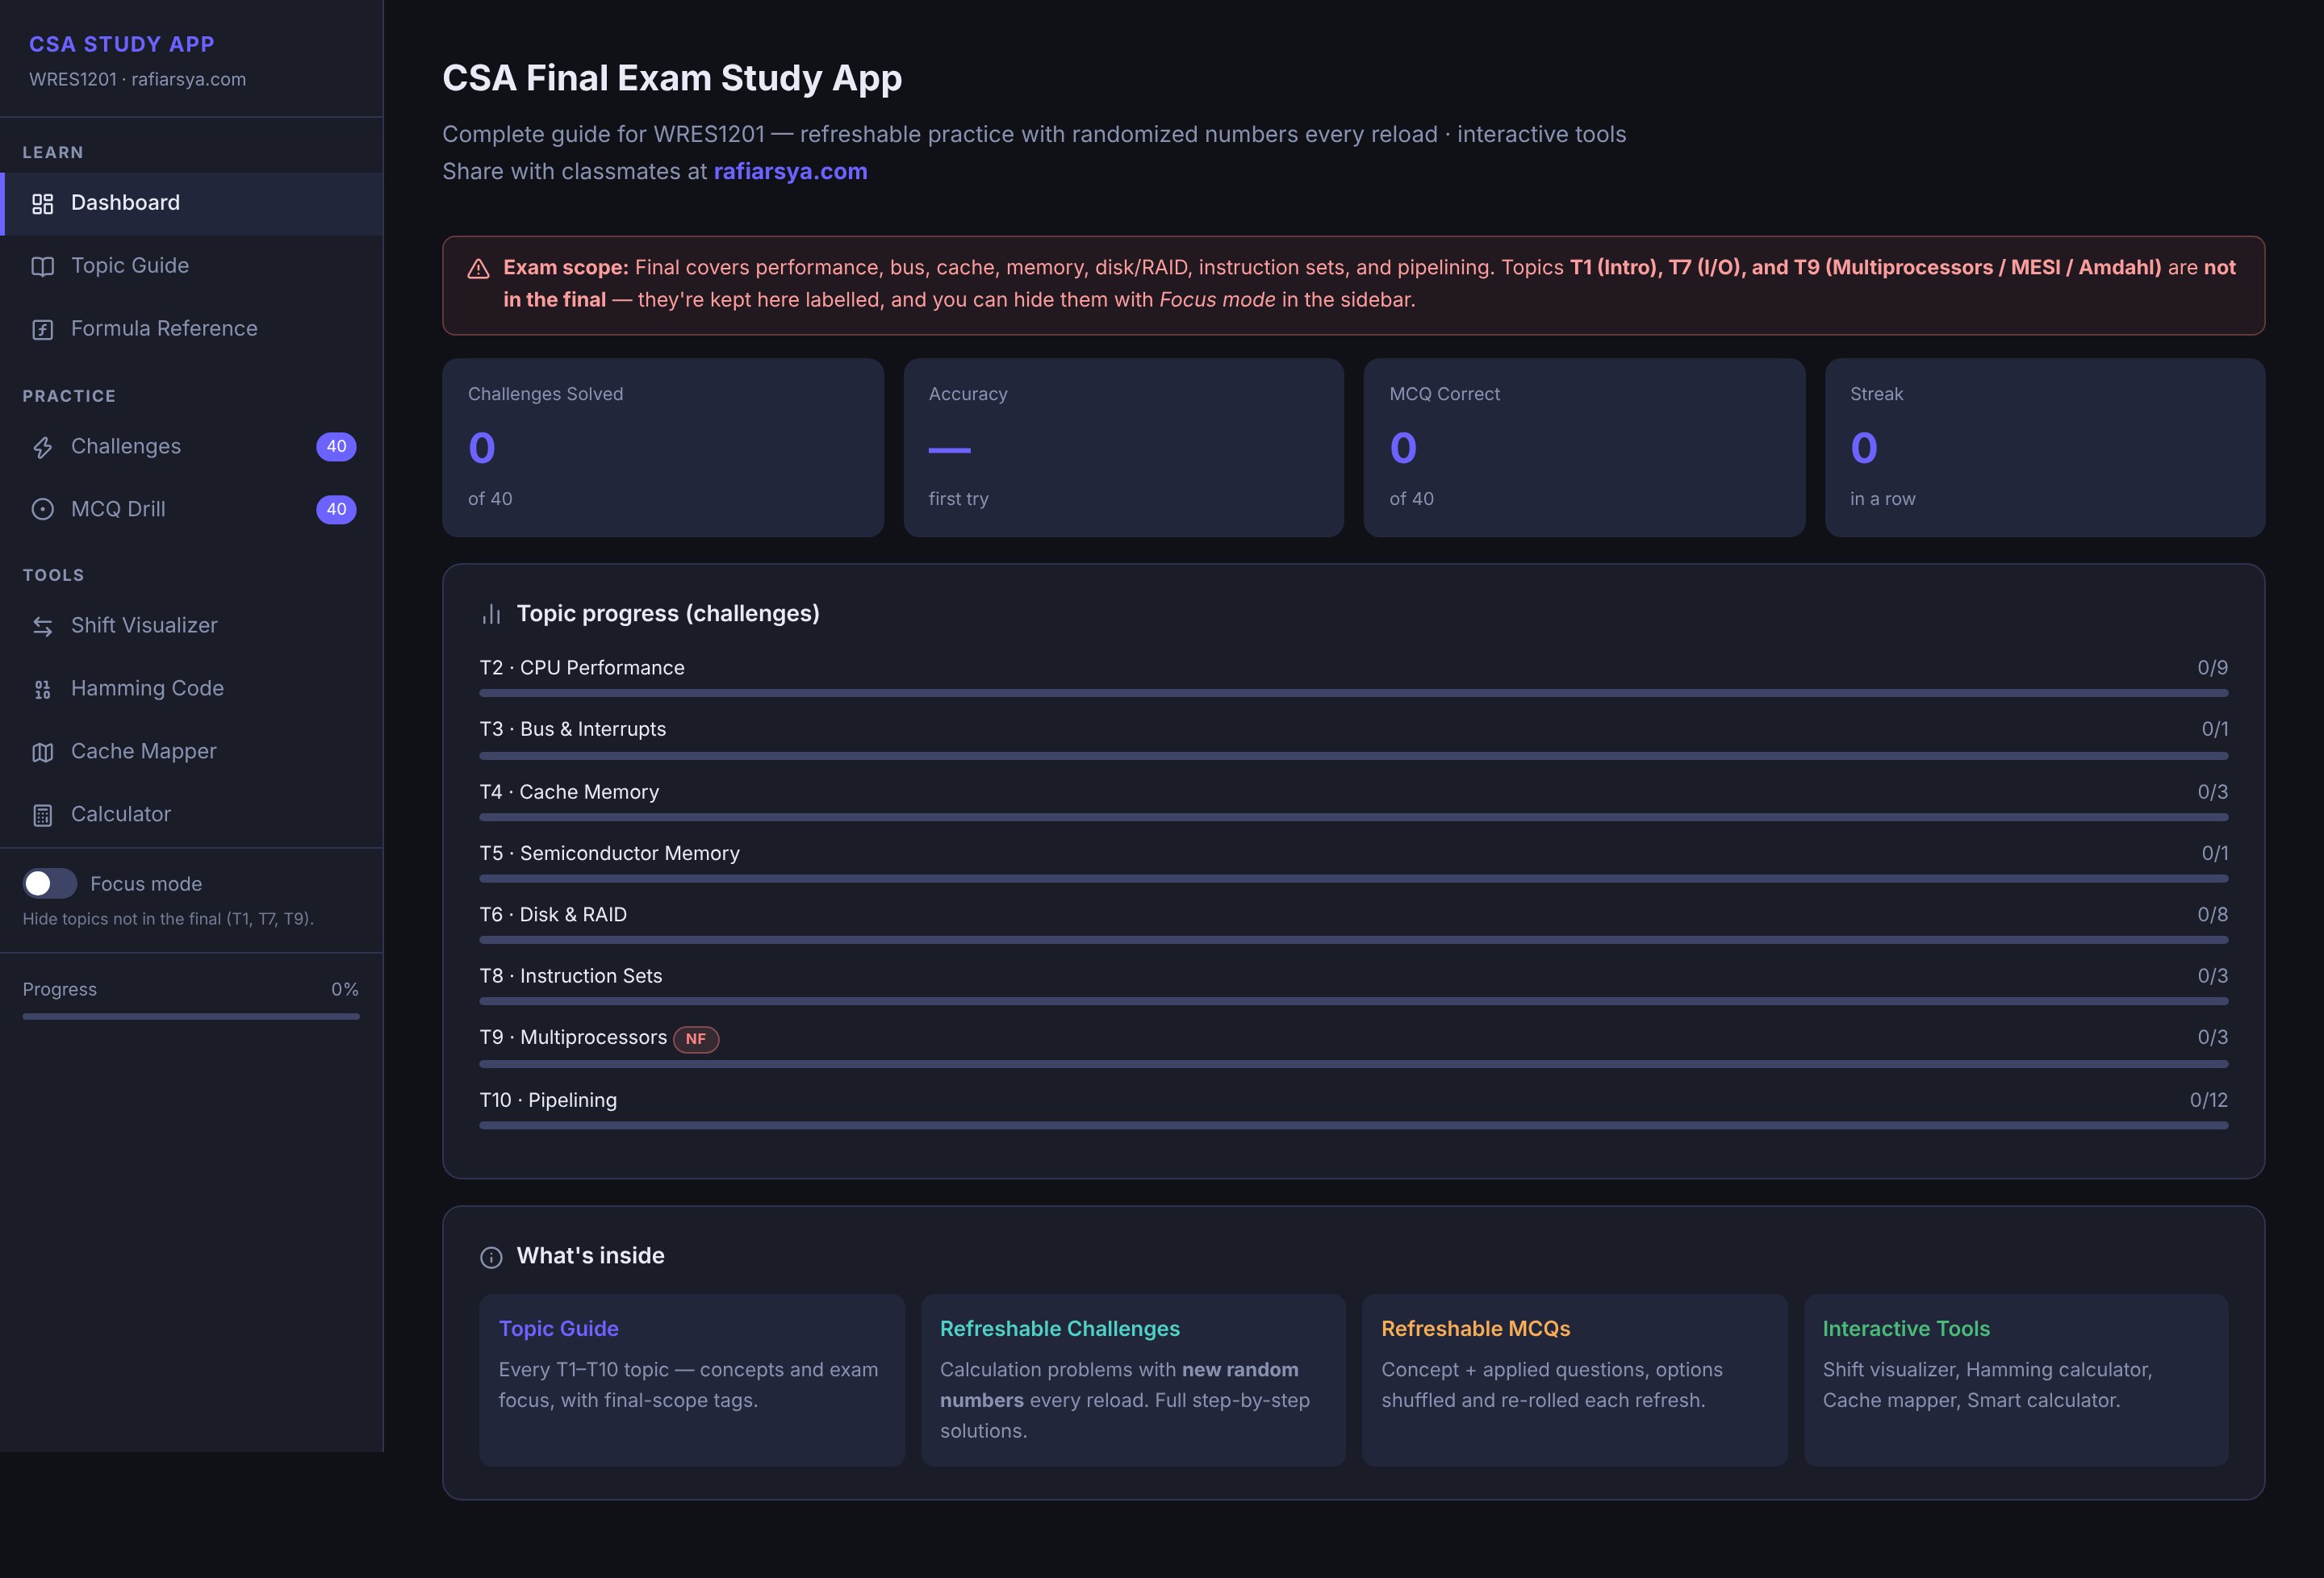 CSA STUDY APP
WRES1201 · rafiarsya.com
LEARN
Dashboard
Topic Guide
Formula Reference
PRACTICE
Challenges 40
MCQ Drill 40
TOOLS
Shift Visualizer
Hamming Code
Cache Mapper
Calculator
Focus mode
Hide topics not in the final (T1, T7, T9).
Progress 0%
CSA Final Exam Study App
Complete guide for WRES1201 — refreshable practice with randomized numbers every reload · interactive tools
Share with classmates at rafiarsya.com
Exam scope: Final covers performance, bus, cache, memory, disk/RAID, instruction sets, and pipelining. Topics T1 (Intro), T7 (I/O), and T9 (Multiprocessors / MESI / Amdahl) are not
in the final — they're kept here labelled, and you can hide them with Focus mode in the sidebar.
Challenges Solved
0
of 40
Accuracy
—
first try
MCQ Correct
0
of 40
Streak
0
in a row
Topic progress (challenges)
T2 · CPU Performance 0/9
T3 · Bus & Interrupts 0/1
T4 · Cache Memory 0/3
T5 · Semiconductor Memory 0/1
T6 · Disk & RAID 0/8
T8 · Instruction Sets 0/3
T9 · Multiprocessors NF 0/3
T10 · Pipelining 0/12
What's inside
Topic Guide
Every T1–T10 topic — concepts and exam
focus, with final-scope tags.
Refreshable Challenges
Calculation problems with new random
numbers every reload. Full step-by-step
solutions.
Refreshable MCQs
Concept + applied questions, options
shuffled and re-rolled each refresh.
Interactive Tools
Shift visualizer, Hamming calculator,
Cache mapper, Smart calculator.